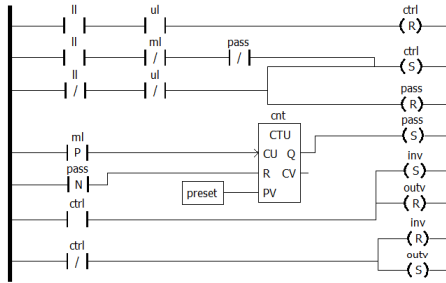 ll ul ctrl
R
ll ml pass ctrl
/ / S
ll ul
/ / pass
R
cnt pass
CTU S
ml
P CU Q inv
pass S
N R CV outv
preset PV R
ctrl
inv
ctrl R
/ outv
S